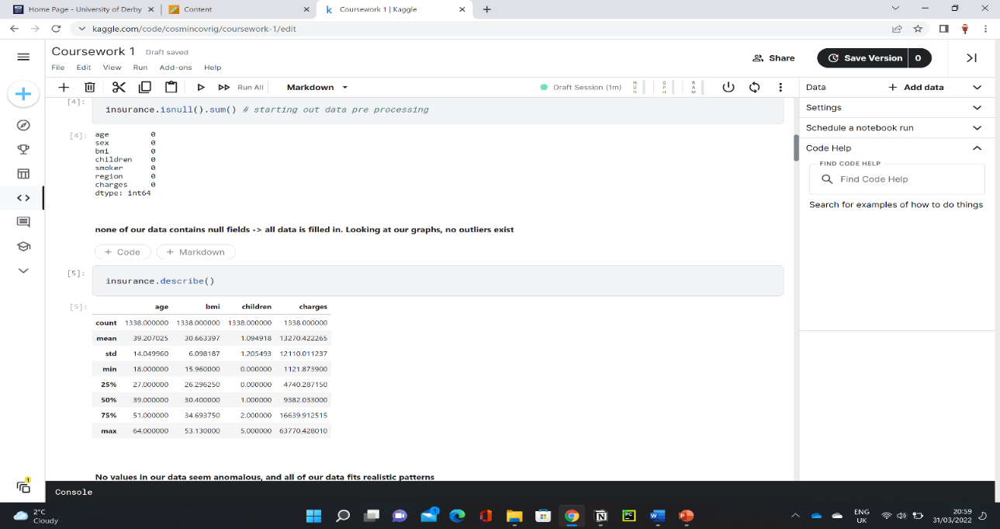 Home Page - University of Derby
Content
Coursework 1 | Kaggle
kaggle.com/code/cosmincovrig/coursework-1/edit
Coursework 1 Draft saved
File Edit View Run Add-ons Help
Share
Save Version 0
Run All
Markdown
Draft Session (1m)
HDD
CPU
RAM
Data
Add data
Settings
Schedule a notebook run
Code Help
FIND CODE HELP
Find Code Help
Search for examples of how to do things
[4]:
insurance.isnull().sum() # starting out data pre processing
[4]:
age 0
sex 0
bmi 0
children 0
smoker 0
region 0
charges 0
dtype: int64
none of our data contains null fields -> all data is filled in. Looking at our graphs, no outliers exist
+ Code + Markdown
[5]:
insurance.describe()
[5]:
age bmi children charges
count 1338.000000 1338.000000 1338.000000 1338.000000
mean 39.207025 30.663397 1.094918 13270.422265
std 14.049960 6.098187 1.205493 12110.011237
min 18.000000 15.960000 0.000000 1121.873900
25% 27.000000 26.296250 0.000000 4740.287150
50% 39.000000 30.400000 1.000000 9382.033000
75% 51.000000 34.693750 2.000000 16639.912515
max 64.000000 53.130000 5.000000 63770.428010
No values in our data seem anomalous, and all of our data fits realistic patterns
1
Console
2°C
Cloudy
1
ENG
UK
20:59
31/03/2022